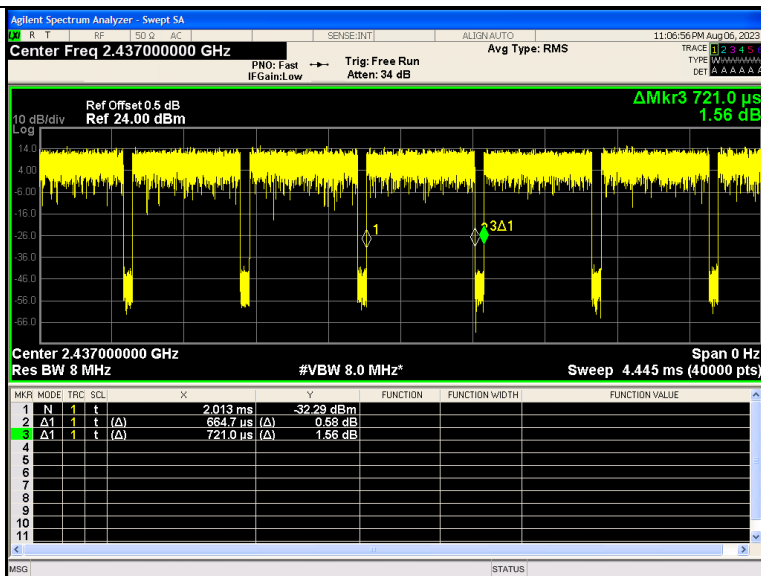 Agilent Spectrum Analyzer - Swept SA
LXI R T RF 50 Ω AC SENSE:INT ALIGN AUTO 11:06:56 PM Aug 06, 2023
Center Freq 2.437000000 GHz Avg Type: RMS TRACE 1 2 3 4 5 6
PNO: Fast Trig: Free Run TYPE WWWWWW
IFGain:Low Atten: 34 dB DET A A A A A A
ΔMkr3 721.0 µs
Ref Offset 0.5 dB
10 dB/div Ref 24.00 dBm 1.56 dB
Log
14.0
4.00
-6.00
-16.0
1
3Δ1
-26.0
-36.0
-46.0
-56.0
-66.0
Center 2.437000000 GHz Span 0 Hz
Res BW 8 MHz #VBW 8.0 MHz* Sweep 4.445 ms (40000 pts)
MKR MODE TRC SCL X Y FUNCTION FUNCTION WIDTH FUNCTION VALUE
1 N 1 t 2.013 ms -32.29 dBm
2 Δ1 1 t (Δ) 664.7 µs (Δ) 0.58 dB
3 Δ1 1 t (Δ) 721.0 µs (Δ) 1.56 dB
4
5
6
7
8
9
10
11
MSG STATUS